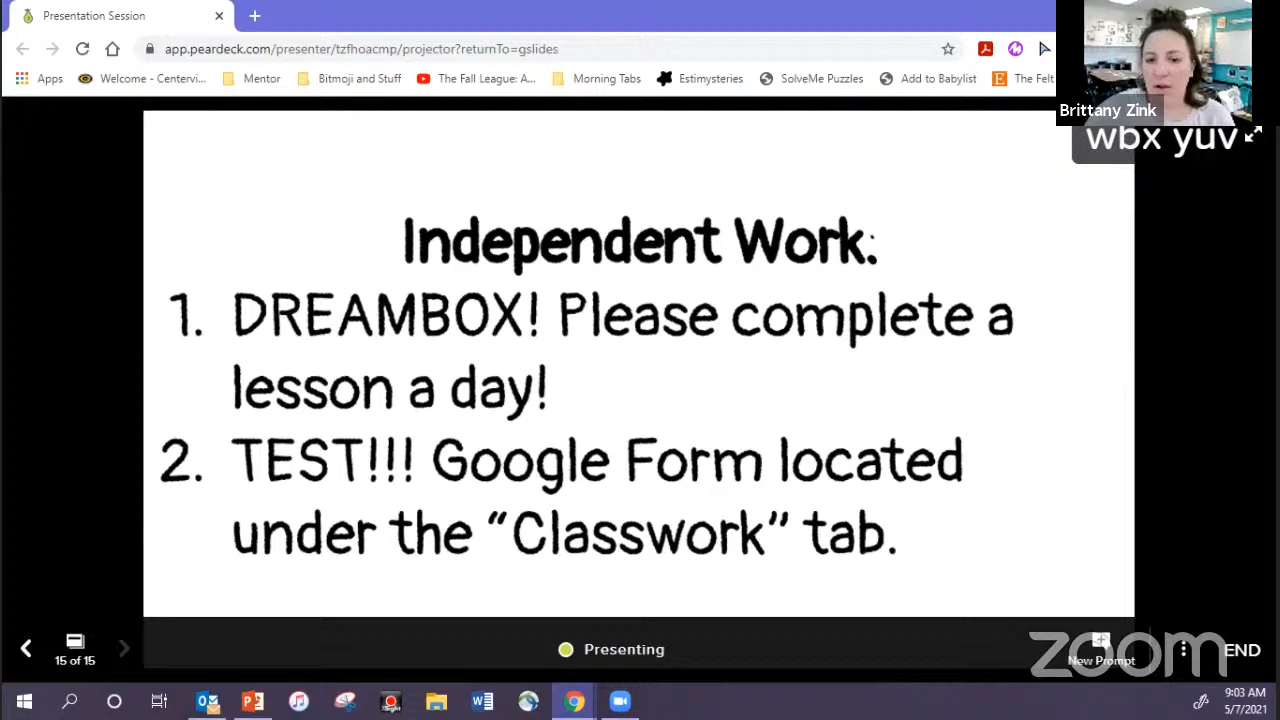 Presentation Session
app.peardeck.com/presenter/tzfhoacmp/projector?returnTo=gslides
Apps
Welcome - Centervi...
Mentor
Bitmoji and Stuff
The Fall League: A...
Morning Tabs
Estimysteries
SolveMe Puzzles
Add to Babylist
The Felt
Brittany Zink
wbx yuv
Independent Work:
1. DREAMBOX! Please complete a
lesson a day!
2. TEST!!! Google Form located
under the “Classwork” tab.
15 of 15
Presenting
New Prompt
zoom
END
9:03 AM
5/7/2021